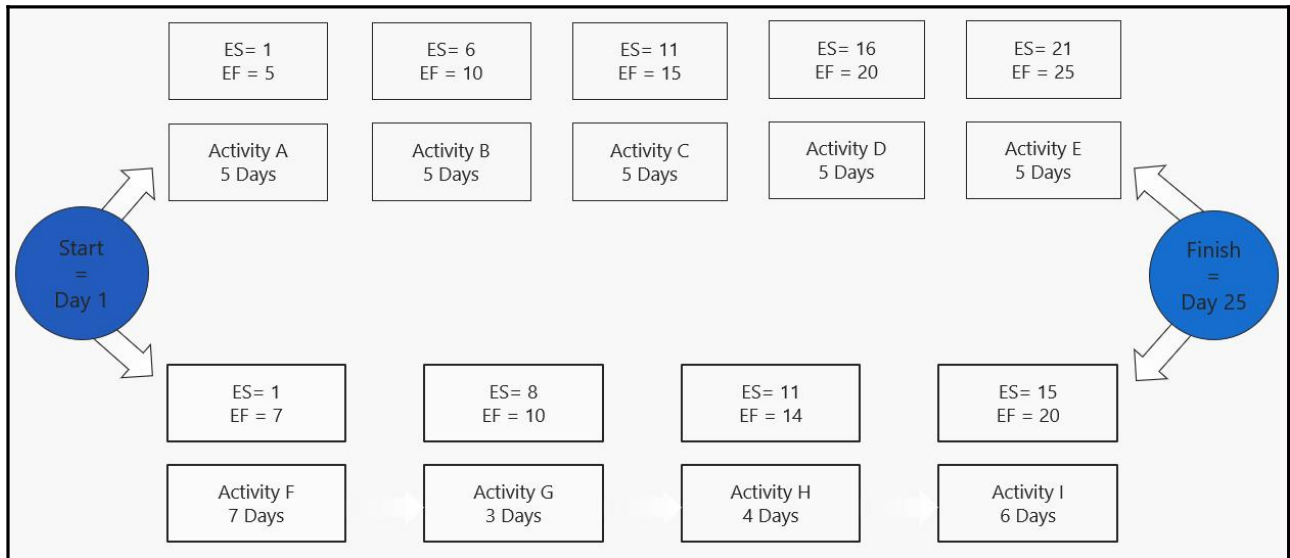 ES= 1
EF = 5
ES= 6
EF = 10
ES= 11
EF = 15
ES= 16
EF = 20
ES= 21
EF = 25
Activity A
5 Days
Activity B
5 Days
Activity C
5 Days
Activity D
5 Days
Activity E
5 Days
Start
=
Day 1
Finish
=
Day 25
ES= 1
EF = 7
ES= 8
EF = 10
ES= 11
EF = 14
ES= 15
EF = 20
Activity F
7 Days
Activity G
3 Days
Activity H
4 Days
Activity I
6 Days